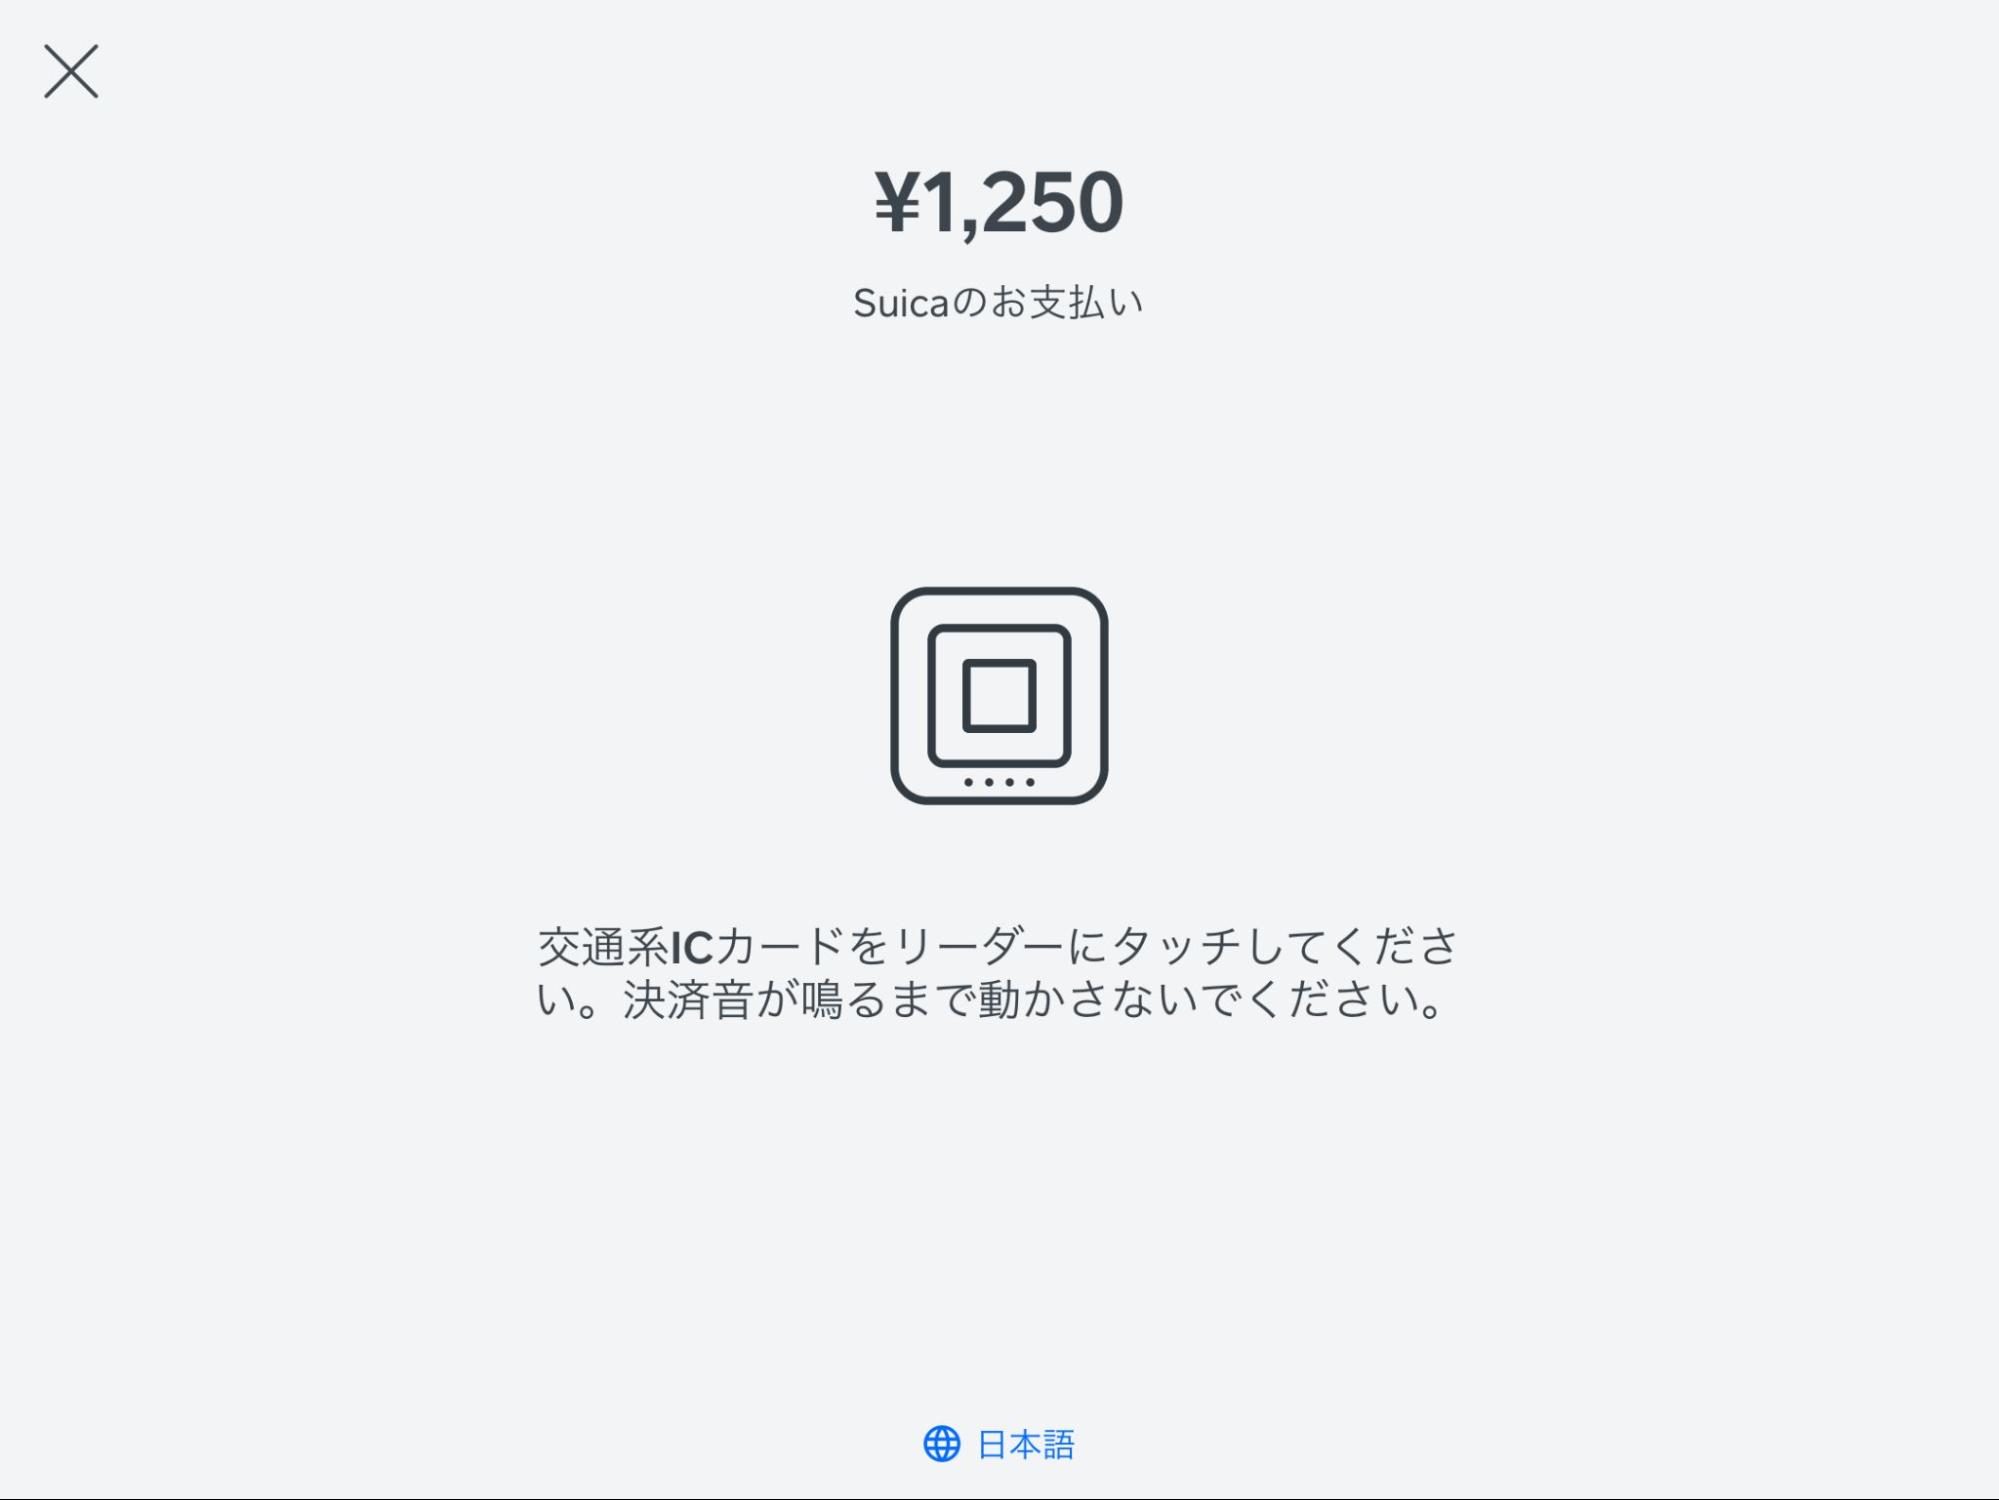 ¥1,250
Suicaのお支払い
交通系ICカードをリーダーにタッチしてくださ
い。決済音が鳴るまで動かさないでください。
日本語